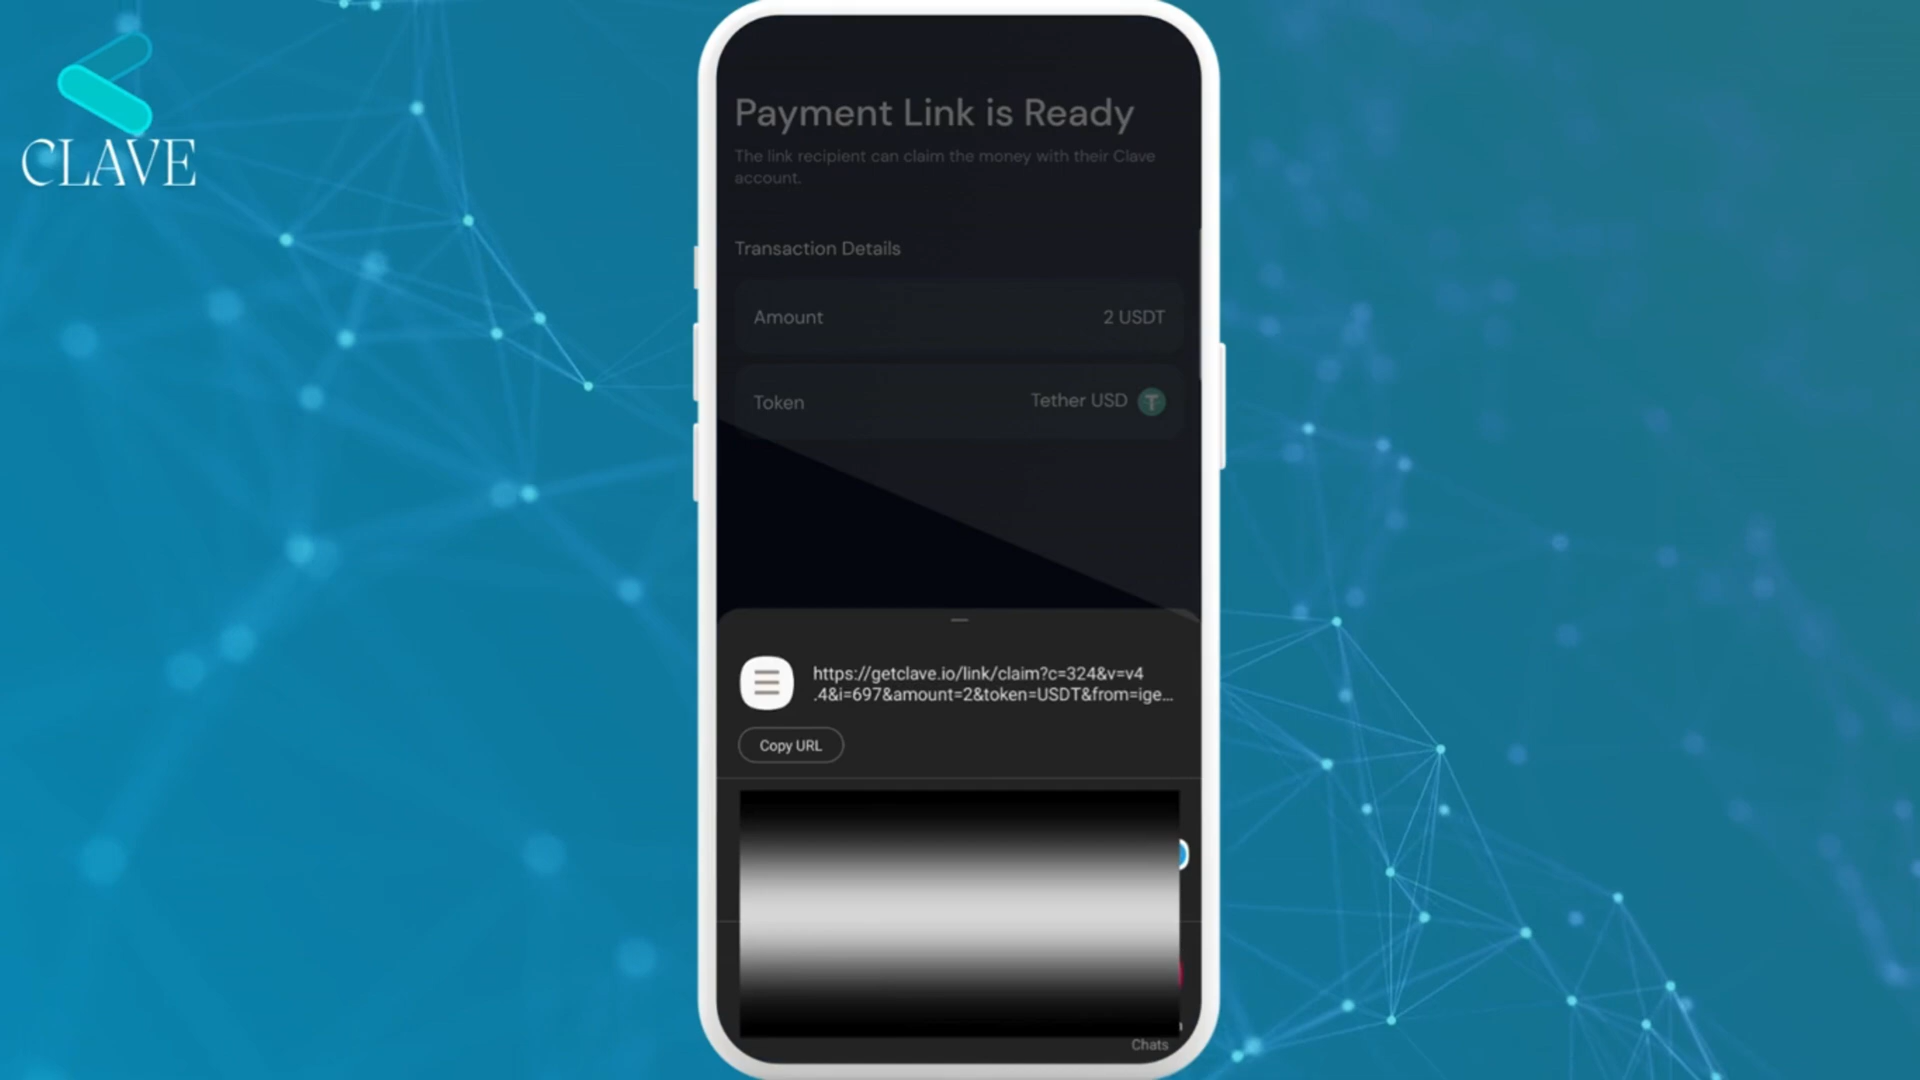 CLAVE
Payment Link is Ready
The link recipient can claim the money with their Clave
account.
Transaction Details
Amount
2 USDT
Token
Tether USD
https://getclave.io/link/claim?c=324&v=v4
.4&i=697&amount=2&token=USDT&from=ige...
Copy URL
Chats